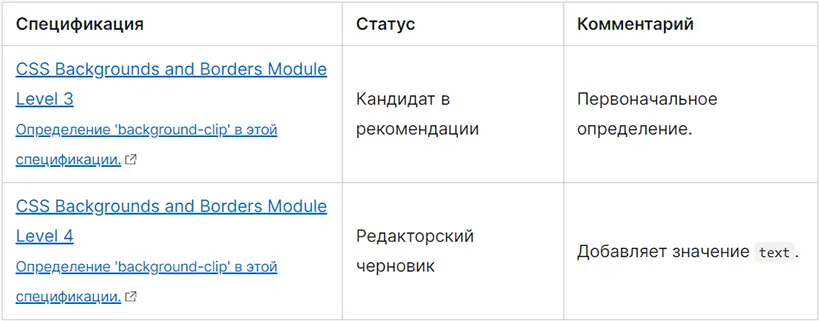 Спецификация Статус Комментарий
CSS Backgrounds and Borders Module
Level 3
Определение 'background-clip' в этой
спецификации.
Кандидат в
рекомендации
Первоначальное
определение.
CSS Backgrounds and Borders Module
Level 4
Определение 'background-clip' в этой
спецификации.
Редакторский
черновик
Добавляет значение text.